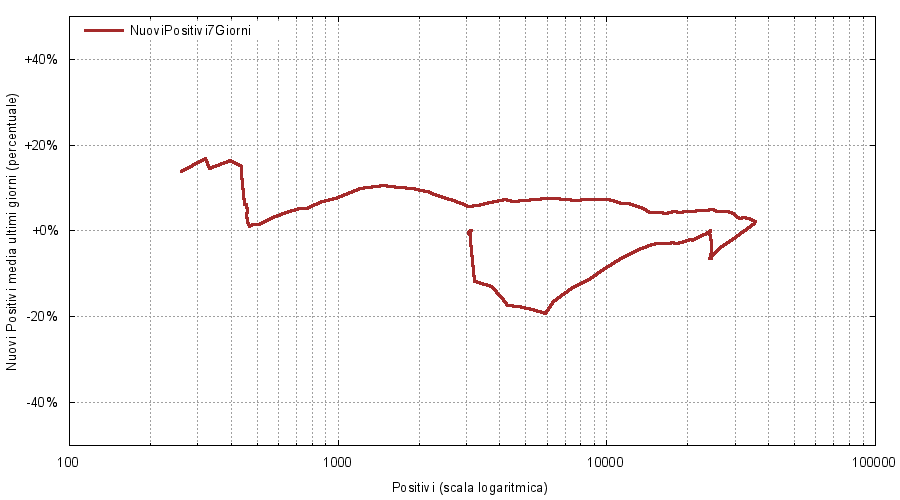 NuoviPositivi7Giorni
+40%
+20%
+0%
-20%
-40%
Nuovi Positivi media ultimi giorni (percentuale)
100 1000 10000 100000
Positivi (scala logaritmica)